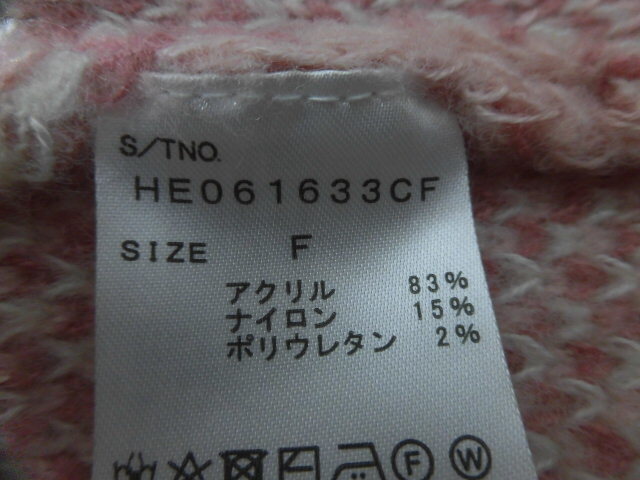 S/TNO.
HE061633CF
SIZE F
アクリル 83%
ナイロン 15%
ポリウレタン 2%
F W